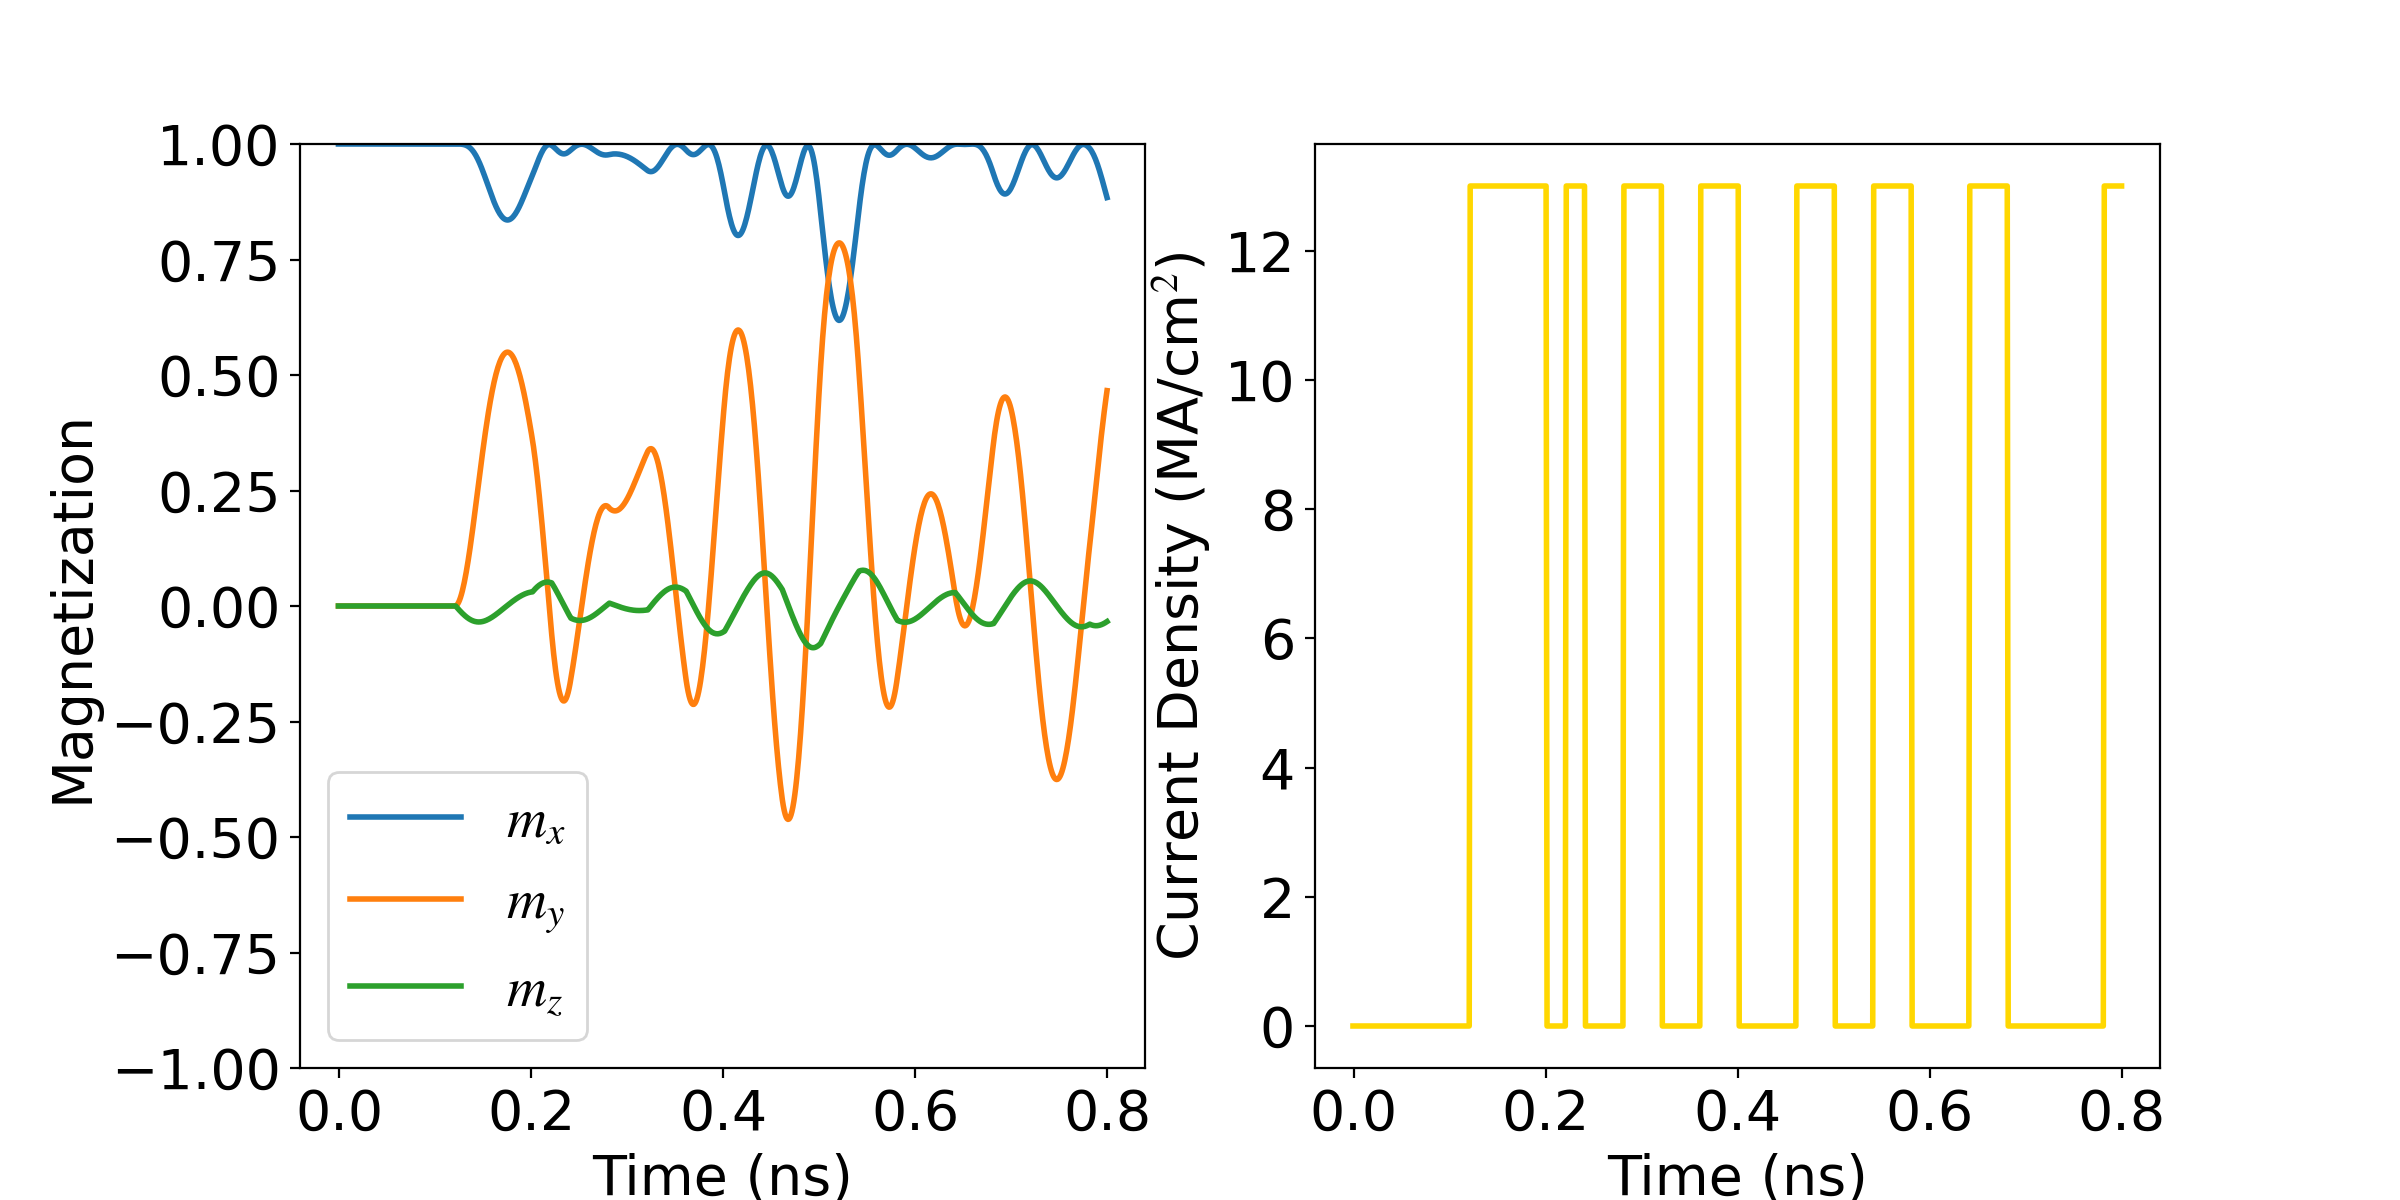 1.00
0.75
0.50
0.25
0.00
−0.25
−0.50
−0.75
−1.00
Magnetization
m_x
m_y
m_z
0.0 0.2 0.4 0.6 0.8
Time (ns)
Current Density (MA/cm²)
12
10
8
6
4
2
0
0.0 0.2 0.4 0.6 0.8
Time (ns)